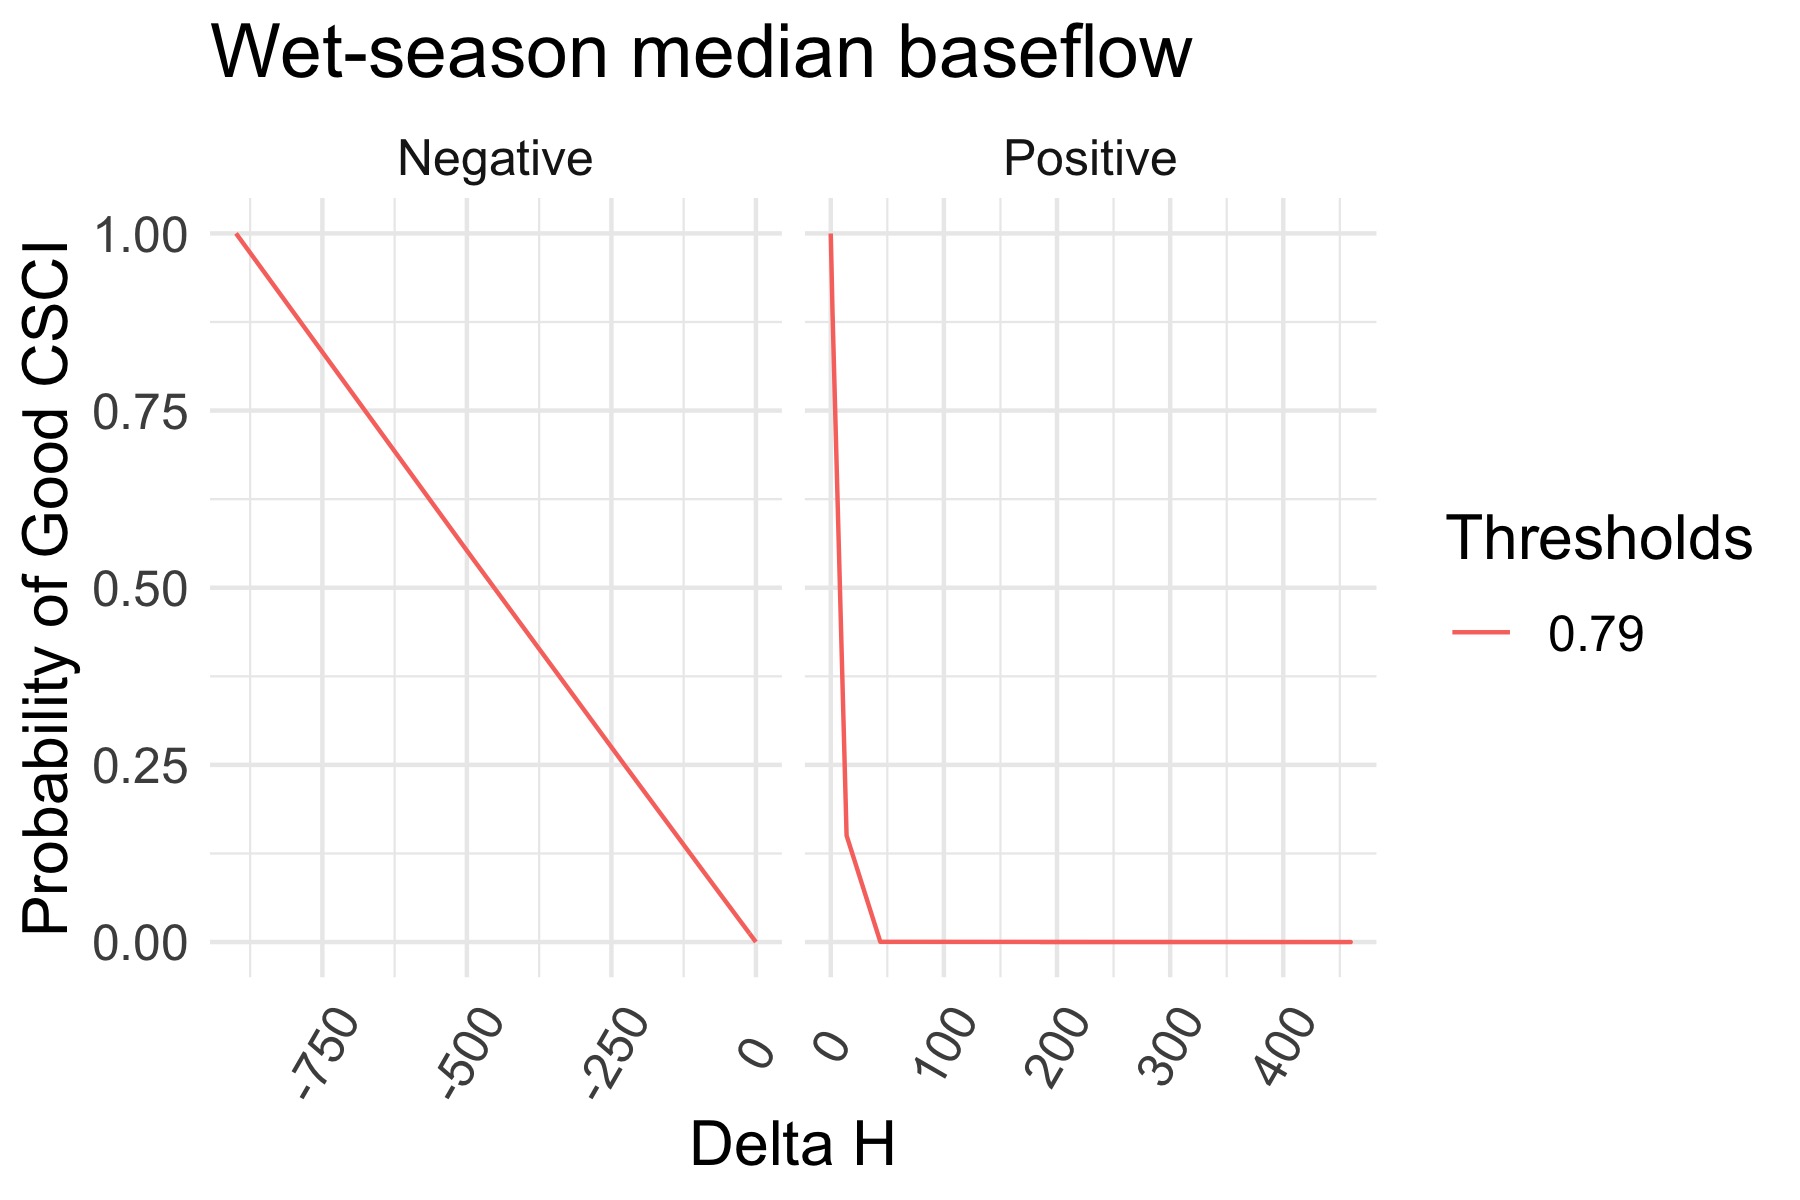 Wet-season median baseflow
Negative
Positive
Probability of Good CSCI
1.00
0.75
0.50
0.25
0.00
-750
-500
-250
0
0
100
200
300
400
Delta H
Thresholds
0.79